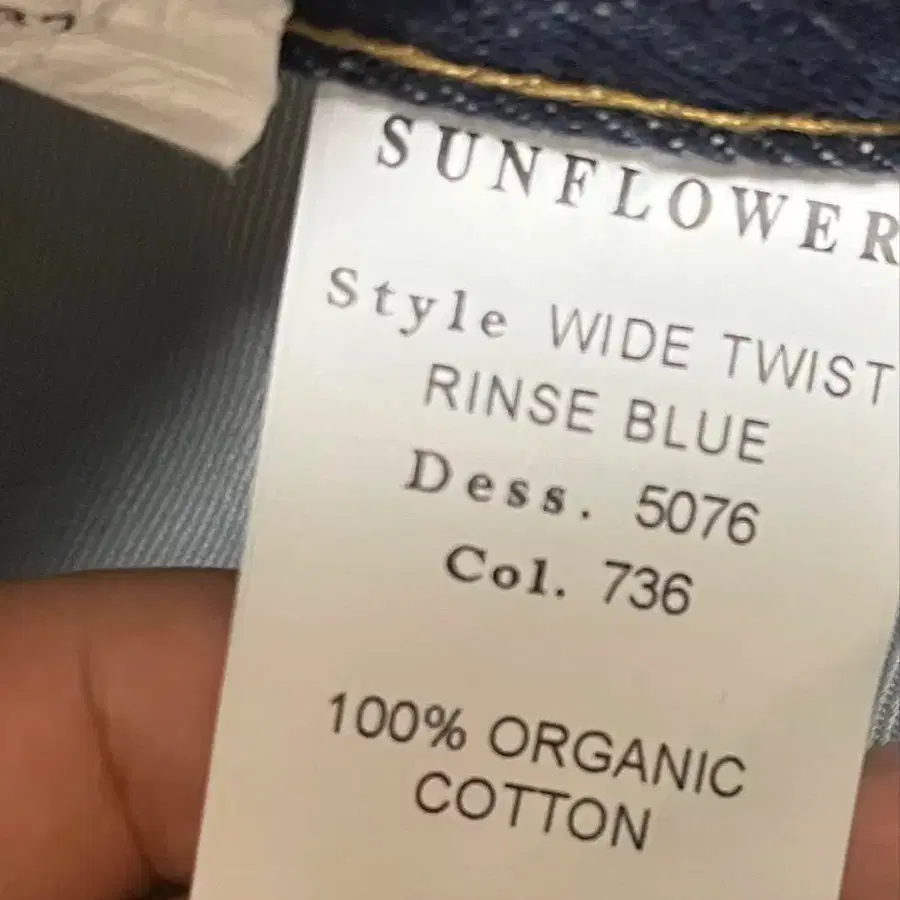 SUNFLOWER
Style WIDE TWIST
RINSE BLUE
Dess. 5076
Col. 736
100% ORGANIC
COTTON